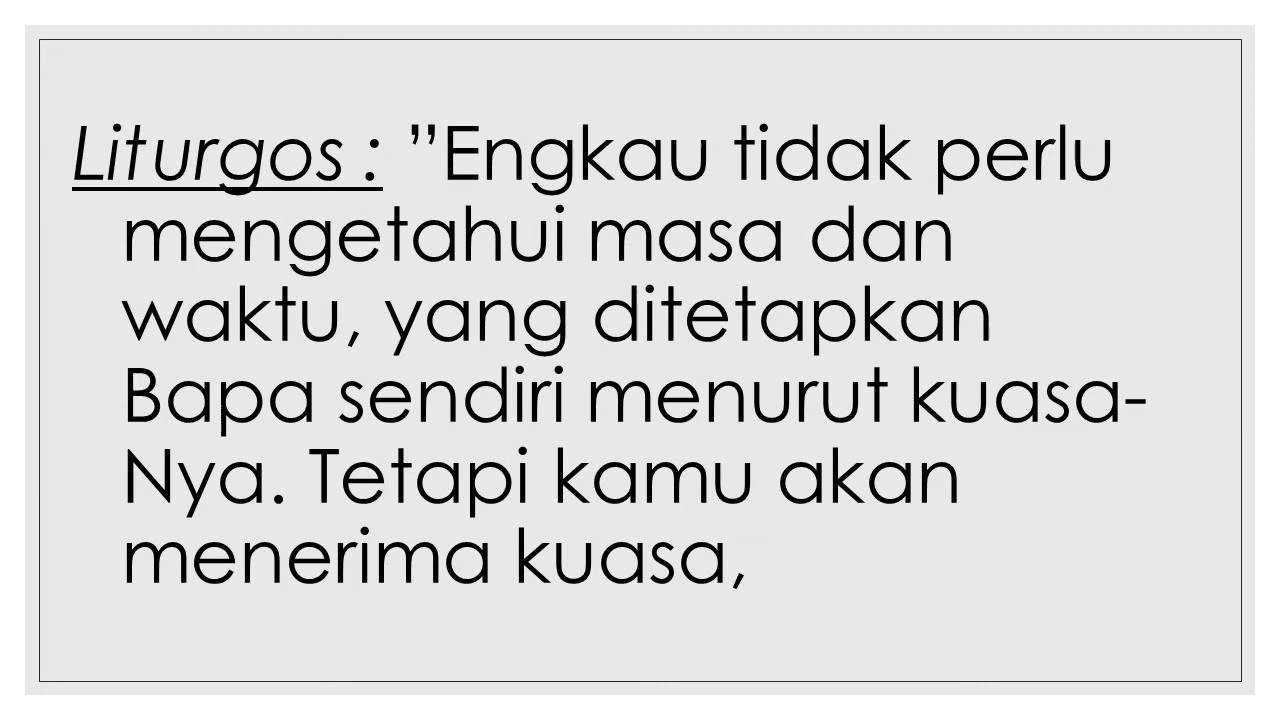 Liturgos : ”Engkau tidak perlu
mengetahui masa dan
waktu, yang ditetapkan
Bapa sendiri menurut kuasa-
Nya. Tetapi kamu akan
menerima kuasa,